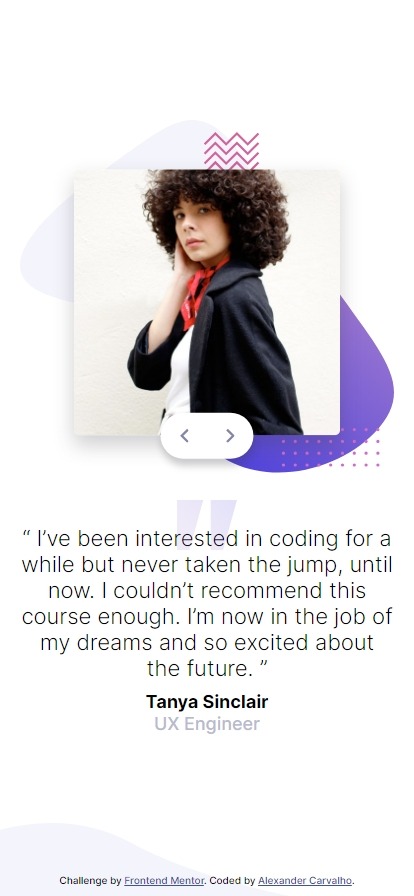 “ I’ve been interested in coding for a
while but never taken the jump, until
now. I couldn’t recommend this
course enough. I’m now in the job of
my dreams and so excited about
the future. ”
Tanya Sinclair
UX Engineer
Challenge by Frontend Mentor. Coded by Alexander Carvalho.